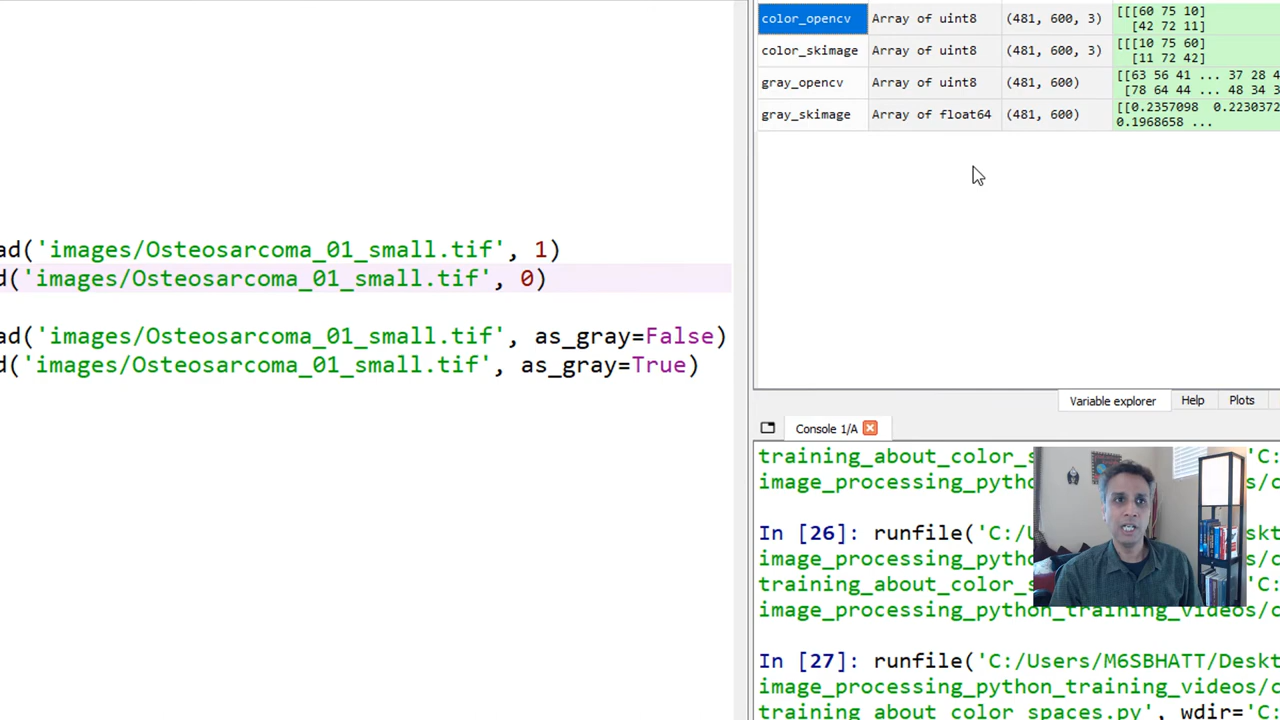 ad('images/Osteosarcoma_01_small.tif', 1)
d('images/Osteosarcoma_01_small.tif', 0)
ad('images/Osteosarcoma_01_small.tif', as_gray=False)
d('images/Osteosarcoma_01_small.tif', as_gray=True)
color_opencv Array of uint8 (481, 600, 3) [[[60 75 10]
[42 72 11]
color_skimage Array of uint8 (481, 600, 3) [[[10 75 60]
[11 72 42]
gray_opencv Array of uint8 (481, 600) [[63 56 41 ... 37 28 4
[78 64 44 ... 48 34 3
gray_skimage Array of float64 (481, 600) [[0.2357098 0.2230372
0.1968658 ...
Variable explorer Help Plots
Console 1/A
training_about_color_s 'C:
image_processing_pytho s/c
In [26]: runfile('C:/U skt
image_processing_pytho s/c
training_about_color_s 'C:
image_processing_python_training_videos/c
In [27]: runfile('C:/Users/M6SBHATT/Deskt
image_processing_python_training_videos/c
training_about_color_spaces.py', wdir='C: